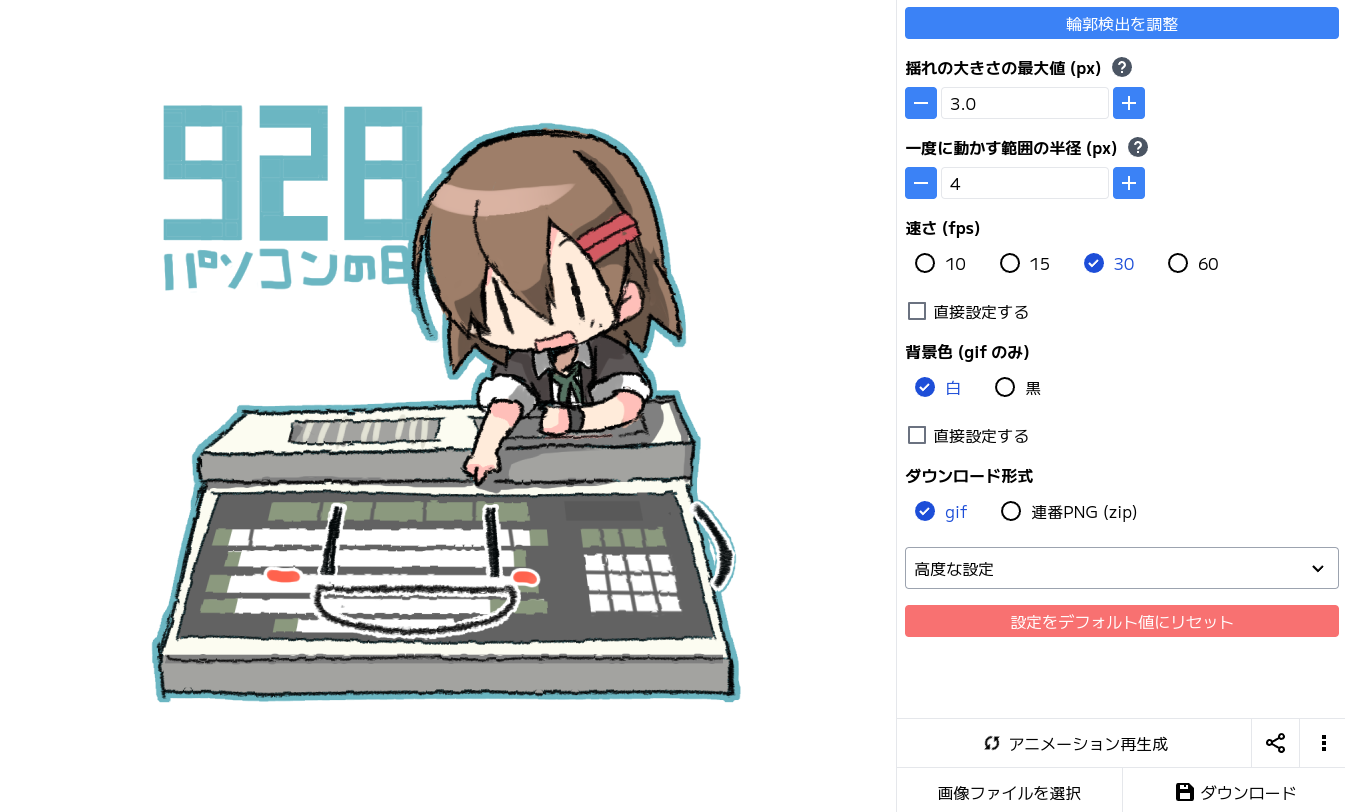 928
パソコンの日
輪郭検出を調整
揺れの大きさの最大値 (px)
3.0
一度に動かす範囲の半径 (px)
4
速さ (fps)
10 15 30 60
直接設定する
背景色 (gif のみ)
白 黒
直接設定する
ダウンロード形式
gif 連番PNG (zip)
高度な設定
設定をデフォルト値にリセット
アニメーション再生成
画像ファイルを選択 ダウンロード